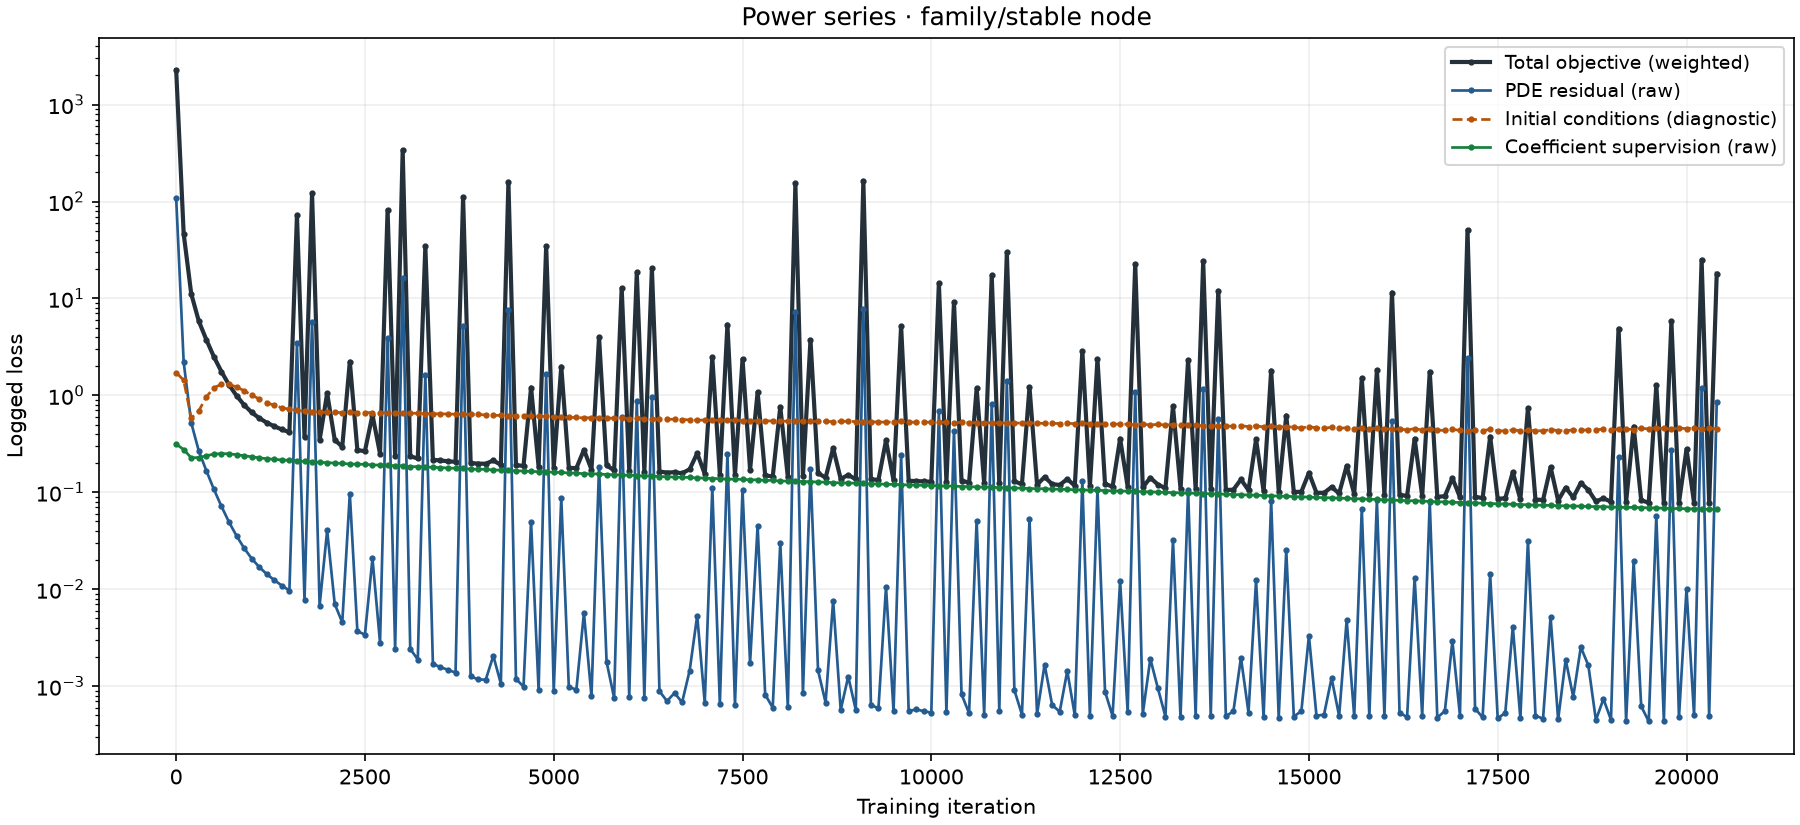 Power series · family/stable node
Logged loss
10³
10²
10¹
10⁰
10⁻¹
10⁻²
10⁻³
Total objective (weighted)
PDE residual (raw)
Initial conditions (diagnostic)
Coefficient supervision (raw)
0 2500 5000 7500 10000 12500 15000 17500 20000
Training iteration